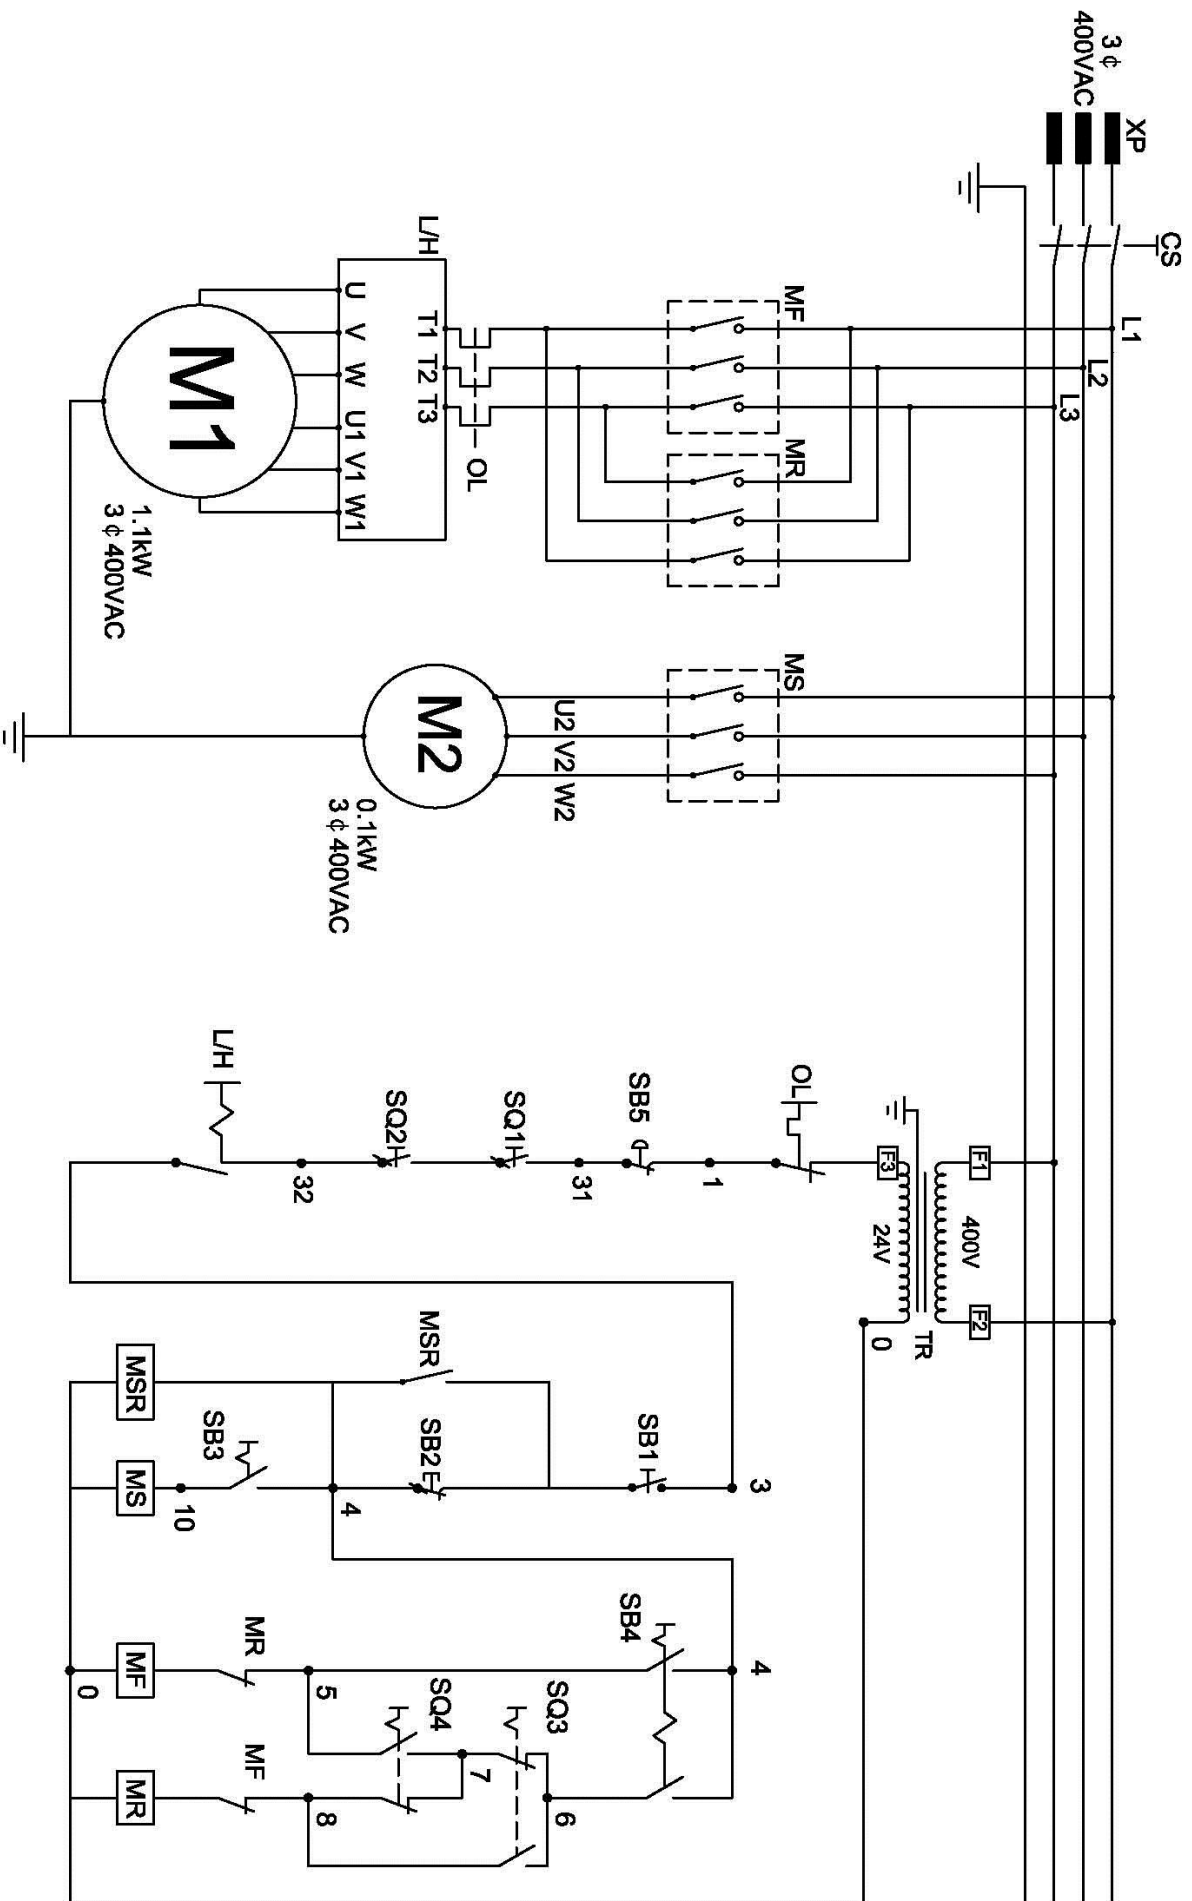 3 ¢
400VAC
XP
CS
L1
L2
L3
MF
MR
MS
OL
L/H
T1 T2 T3
U V W U1 V1 W1
M1
1.1kW
3 ¢ 400VAC
U2 V2 W2
M2
0.1kW
3 ¢ 400VAC
F1
400V
F2
F3
24V
TR
0
OL
1
SB5
31
SQ1
SQ2
32
L/H
3
SB1
MSR
SB2
4
SB3
10
MSR
MS
4
SB4
6
SQ3
7
SQ4
5
8
MR
MF
0
MF
MR